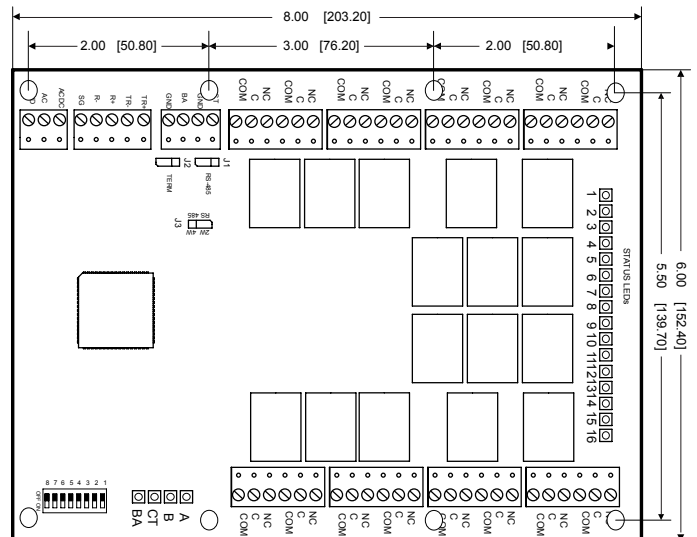 8.00 [203.20]
2.00 [50.80]
3.00 [76.20]
2.00 [50.80]
AC
ACDC
SG
R-
R+
TR-
TR+
GND
BA
GND
COM
C
NC
COM
C
NC
COM
C
NC
COM
C
NC
COM
C
NC
COM
C
NC
COM
C
NC
COM
C
NC
J2
J1
TERM
RS-485
J3
RS 485
2W
4W
STATUS LEDs
1
2
3
4
5
6
7
8
9
10
11
12
13
14
15
16
6.00 [152.40]
5.50 [139.70]
8 7 6 5 4 3 2 1
OFF ON
BA
CT
B
A
COM
C
NC
COM
C
NC
COM
C
NC
COM
C
NC
COM
C
NC
COM
C
NC
COM
C
NC
COM
C
NC